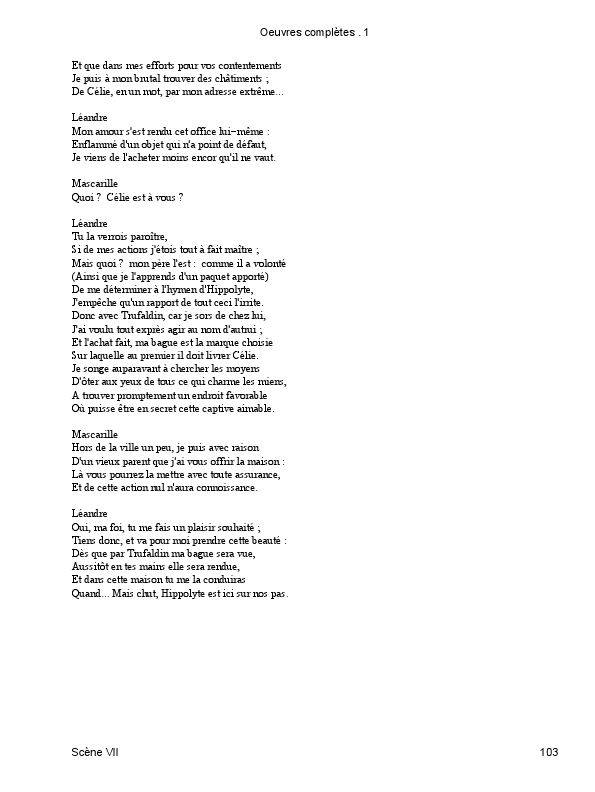 Oeuvres complètes . 1
Et que dans mes efforts pour vos contentements
Je puis à mon brutal trouver des châtiments ;
De Célie, en un mot, par mon adresse extrême...
Léandre
Mon amour s'est rendu cet office lui-même :
Enflammé d'un objet qui n'a point de défaut,
Je viens de l'acheter moins encor qu'il ne vaut.
Mascarille
Quoi ? Célie est à vous ?
Léandre
Tu la verrois paroître,
Si de mes actions j'étois tout à fait maître ;
Mais quoi ? mon père l'est : comme il a volonté
(Ainsi que je l'apprends d'un paquet apporté)
De me déterminer à l'hymen d'Hippolyte,
J'empêche qu'un rapport de tout ceci l'irrite.
Donc avec Trufaldin, car je sors de chez lui,
J'ai voulu tout exprès agir au nom d'autrui ;
Et l'achat fait, ma bague est la marque choisie
Sur laquelle au premier il doit livrer Célie.
Je songe auparavant à chercher les moyens
D'ôter aux yeux de tous ce qui charme les miens,
A trouver promptement un endroit favorable
Où puisse être en secret cette captive aimable.
Mascarille
Hors de la ville un peu, je puis avec raison
D'un vieux parent que j'ai vous offrir la maison :
Là vous pourrez la mettre avec toute assurance,
Et de cette action nul n'aura connoissance.
Léandre
Oui, ma foi, tu me fais un plaisir souhaité ;
Tiens donc, et va pour moi prendre cette beauté :
Dès que par Trufaldin ma bague sera vue,
Aussitôt en tes mains elle sera rendue,
Et dans cette maison tu me la conduiras
Quand... Mais chut, Hippolyte est ici sur nos pas.
Scène VII
103